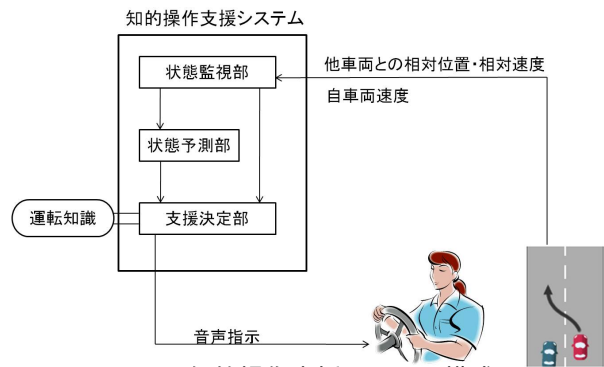 知的操作支援システム
状態監視部
他車両との相対位置・相対速度
自車両速度
状態予測部
運転知識
支援決定部
音声指示